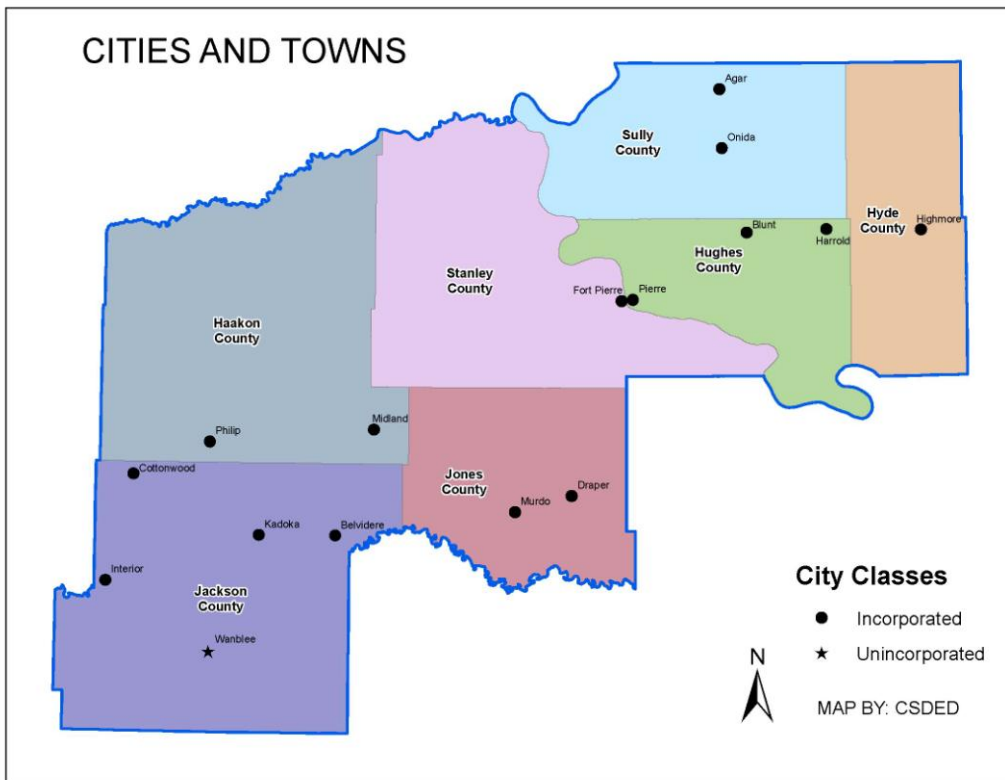 CITIES AND TOWNS
Agar
Sully
County
Onida
Hyde
County
Highmore
Blunt
Harrold
Hughes
County
Stanley
County
Fort Pierre
Pierre
Haakon
County
Midland
Philip
Cottonwood
Jones
County
Draper
Murdo
Kadoka
Belvidere
Interior
Jackson
County
Wanblee
City Classes
Incorporated
Unincorporated
N
MAP BY: CSDED